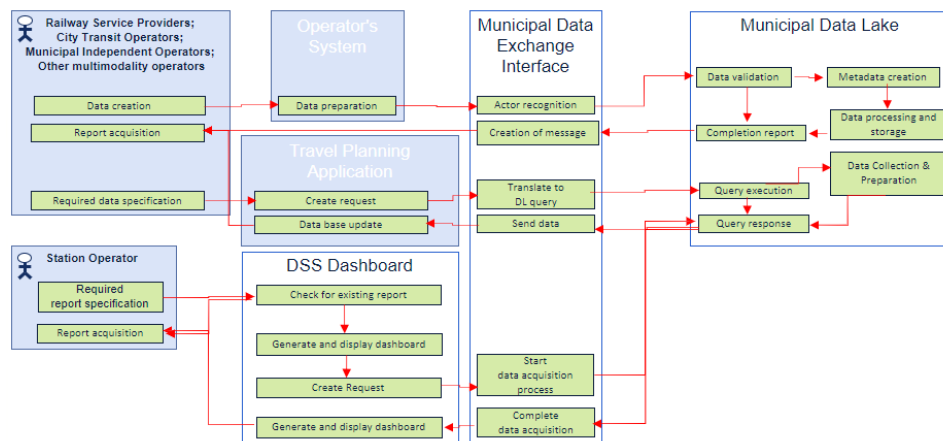 Railway Service Providers;
City Transit Operators;
Municipal Independent Operators;
Other multimodality operators
Data creation
Report acquisition
Required data specification
Operator's
System
Data preparation
Travel Planning
Application
Create request
Data base update
Municipal Data
Exchange
Interface
Actor recognition
Creation of message
Translate to
DL query
Send data
Start
data acquisition
process
Complete
data acquisition
Municipal Data Lake
Data validation
Metadata creation
Completion report
Data processing and
storage
Data Collection &
Preparation
Query execution
Query response
Station Operator
Required
report specification
Report acquisition
DSS Dashboard
Check for existing report
Generate and display dashboard
Create Request
Generate and display dashboard